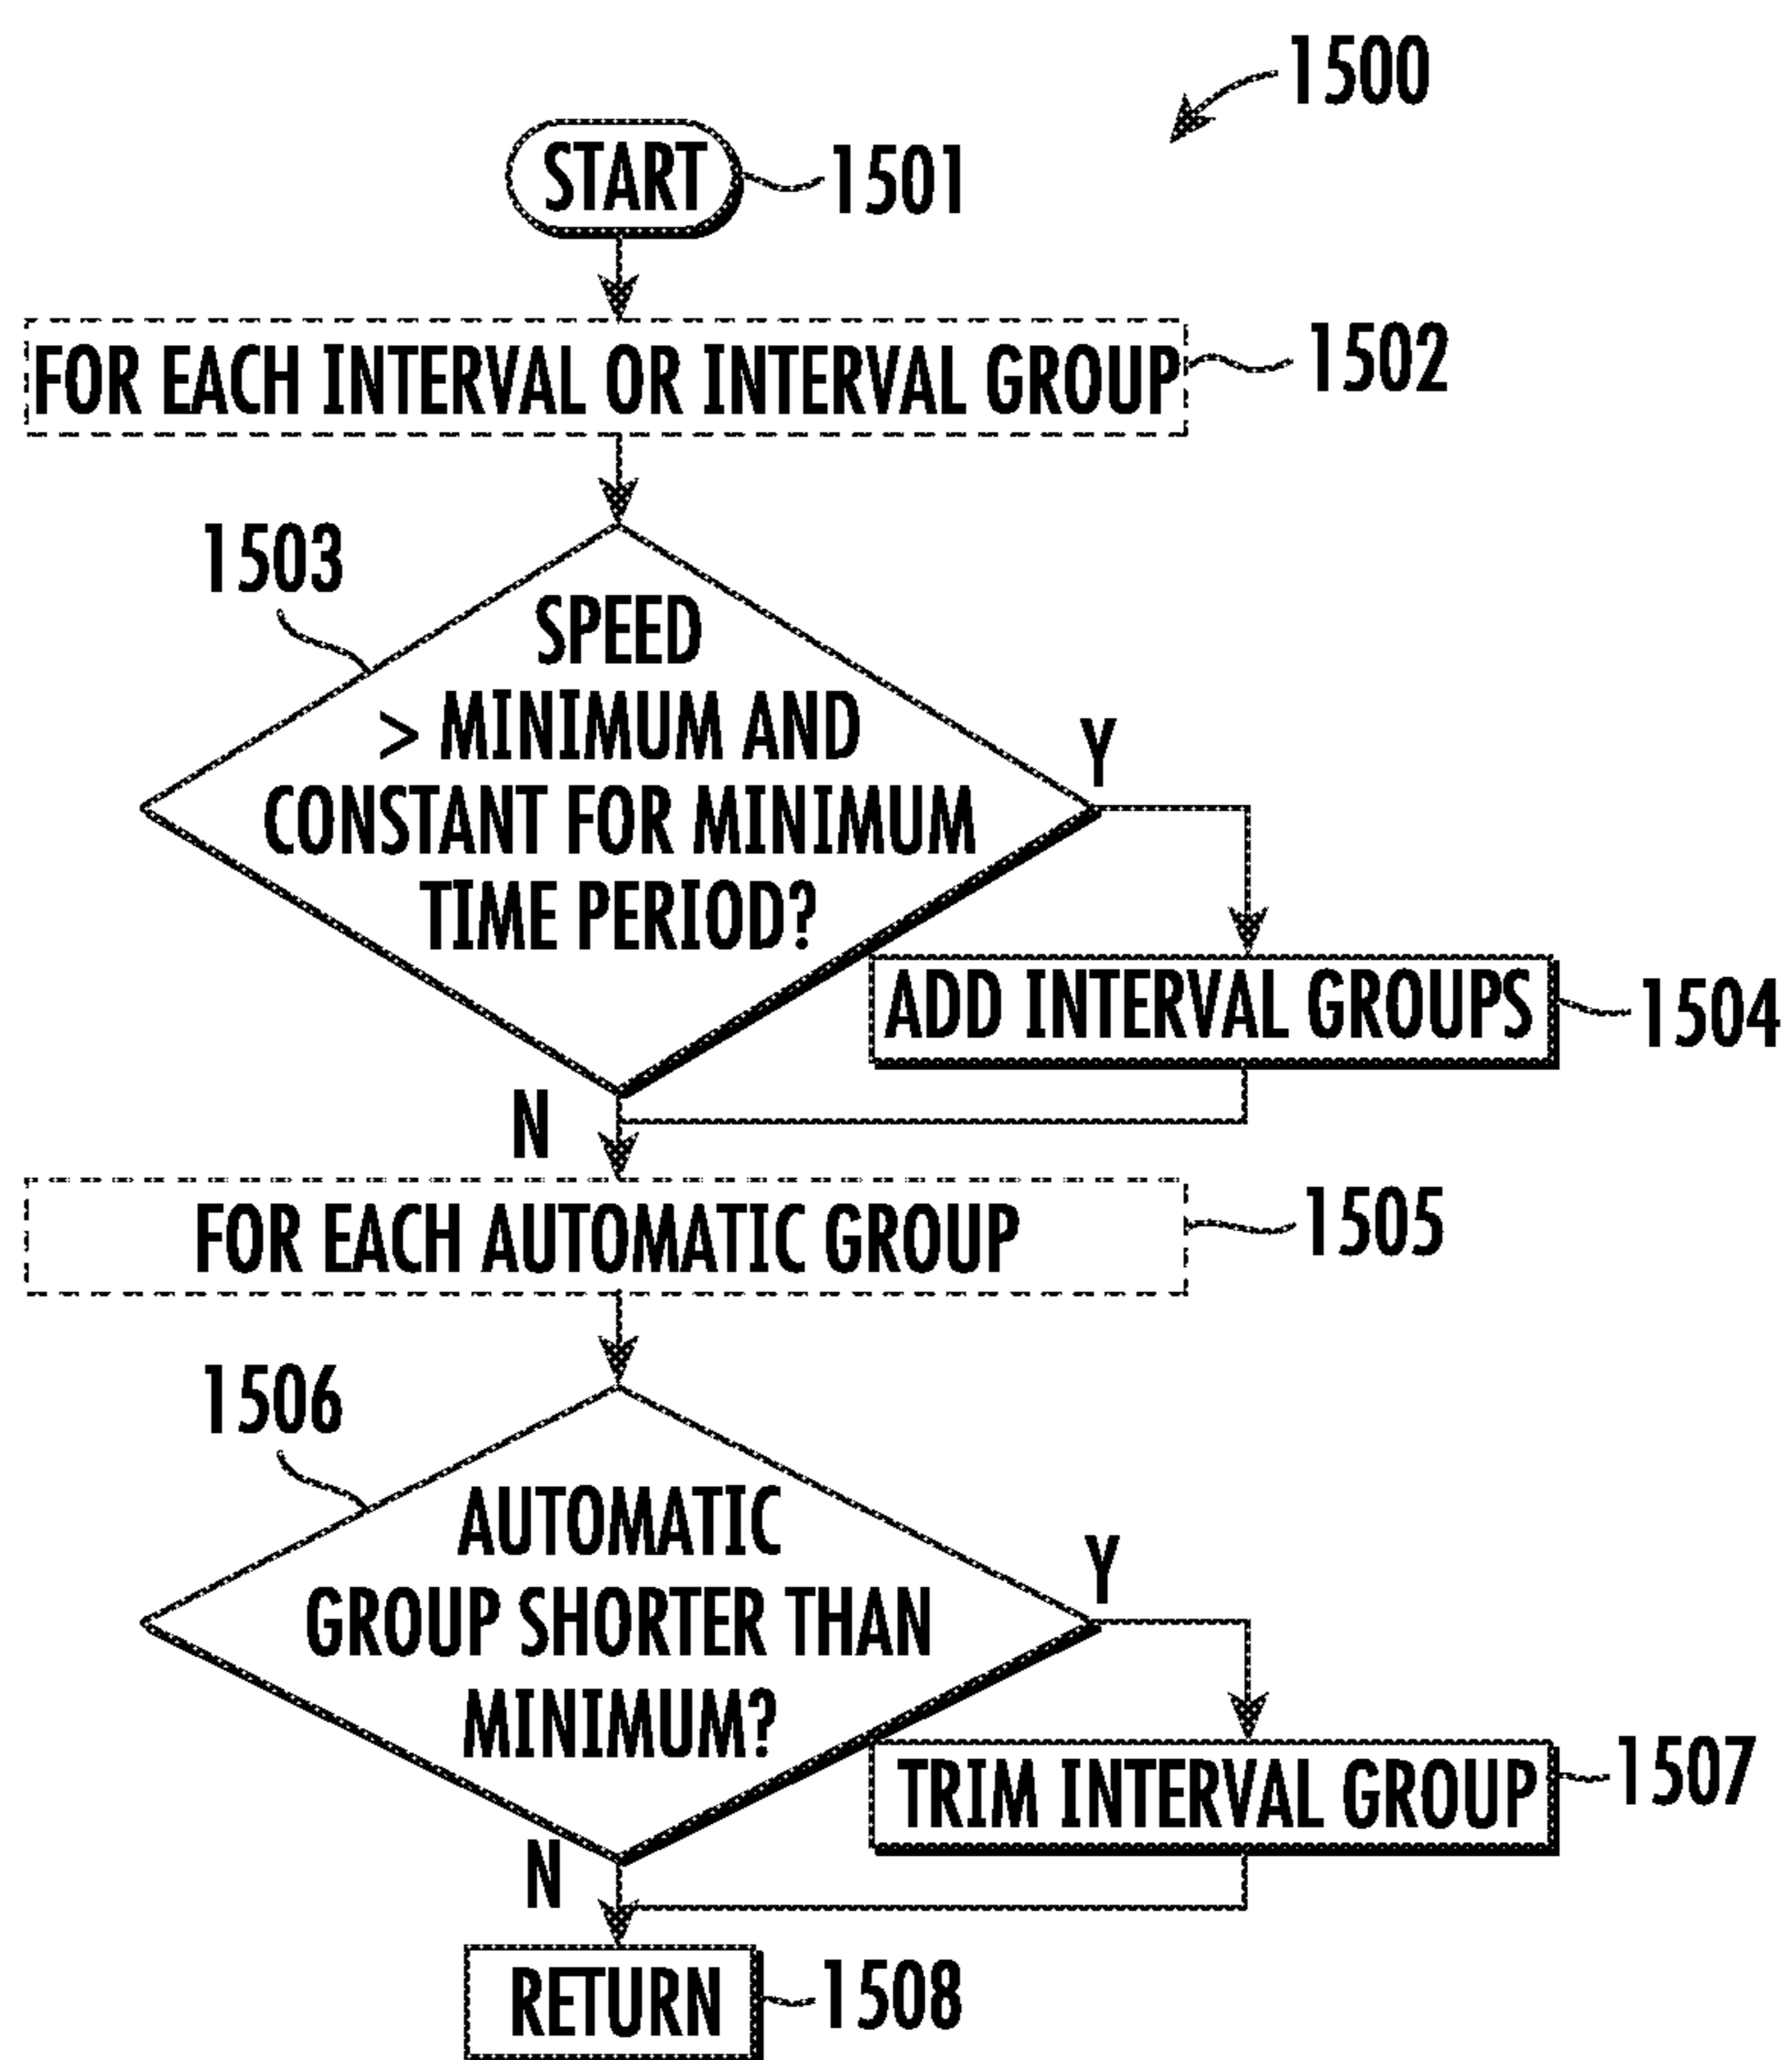 1500
START
1501
FOR EACH INTERVAL OR INTERVAL GROUP
1502
1503
SPEED
> MINIMUM AND
CONSTANT FOR MINIMUM
TIME PERIOD?
Y
ADD INTERVAL GROUPS
1504
N
FOR EACH AUTOMATIC GROUP
1505
1506
AUTOMATIC
GROUP SHORTER THAN
MINIMUM?
Y
TRIM INTERVAL GROUP
1507
N
RETURN
1508